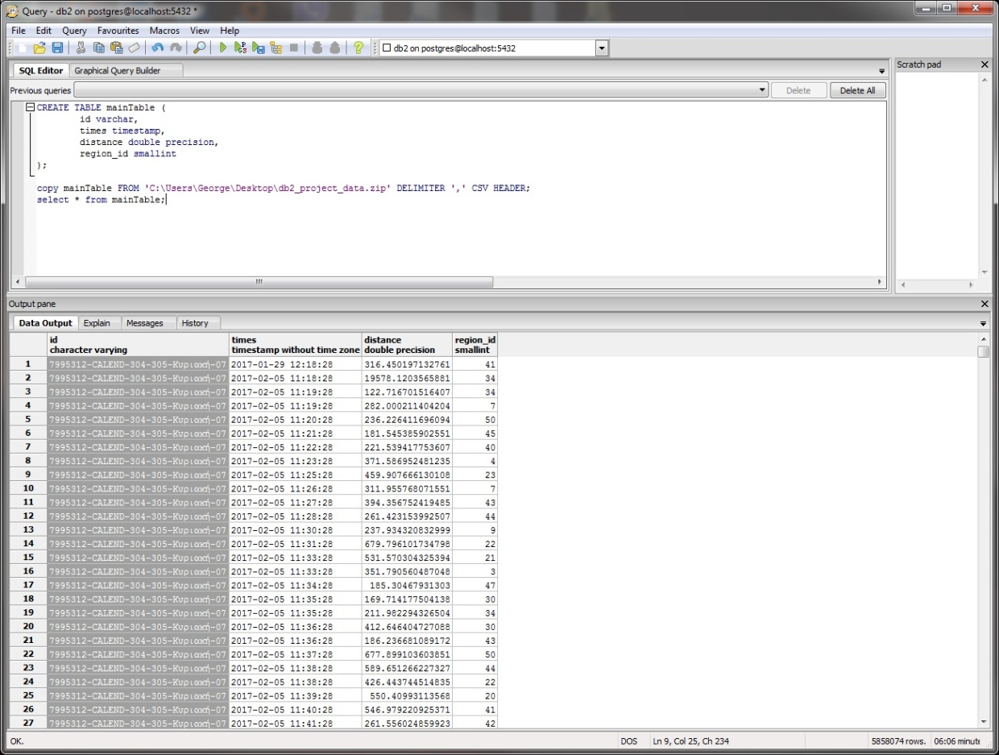 Query - db2 on postgres@localhost:5432 *
File Edit Query Favourites Macros View Help
db2 on postgres@localhost:5432
SQL Editor Graphical Query Builder
Scratch pad
Previous queries Delete Delete All
CREATE TABLE mainTable (
id varchar,
times timestamp,
distance double precision,
region_id smallint
);
copy mainTable FROM 'C:\Users\George\Desktop\db2_project_data.zip' DELIMITER ',' CSV HEADER;
select * from mainTable;
Output pane
Data Output Explain Messages History
id times distance region_id
character varying timestamp without time zone double precision smallint
1 7995312-CALEND-304-305-Κυριακή-07 2017-01-29 12:18:28 316.450197132761 41
2 7995312-CALEND-304-305-Κυριακή-07 2017-02-05 11:18:28 19578.1203565881 34
3 7995312-CALEND-304-305-Κυριακή-07 2017-02-05 11:19:28 122.716701516407 34
4 7995312-CALEND-304-305-Κυριακή-07 2017-02-05 11:19:28 282.000211404204 7
5 7995312-CALEND-304-305-Κυριακή-07 2017-02-05 11:20:28 236.226411696094 50
6 7995312-CALEND-304-305-Κυριακή-07 2017-02-05 11:21:28 181.545385902551 45
7 7995312-CALEND-304-305-Κυριακή-07 2017-02-05 11:22:28 221.539417753607 40
8 7995312-CALEND-304-305-Κυριακή-07 2017-02-05 11:23:28 371.586952481235 4
9 7995312-CALEND-304-305-Κυριακή-07 2017-02-05 11:25:28 459.907666130108 23
10 7995312-CALEND-304-305-Κυριακή-07 2017-02-05 11:26:28 311.955768071551 7
11 7995312-CALEND-304-305-Κυριακή-07 2017-02-05 11:27:28 394.356752419485 43
12 7995312-CALEND-304-305-Κυριακή-07 2017-02-05 11:28:28 261.423153992507 44
13 7995312-CALEND-304-305-Κυριακή-07 2017-02-05 11:30:28 237.934320832999 9
14 7995312-CALEND-304-305-Κυριακή-07 2017-02-05 11:31:28 679.796101734798 22
15 7995312-CALEND-304-305-Κυριακή-07 2017-02-05 11:33:28 531.570304325394 21
16 7995312-CALEND-304-305-Κυριακή-07 2017-02-05 11:33:28 351.790560487048 3
17 7995312-CALEND-304-305-Κυριακή-07 2017-02-05 11:34:28 185.30467931303 47
18 7995312-CALEND-304-305-Κυριακή-07 2017-02-05 11:35:28 169.714177504138 30
19 7995312-CALEND-304-305-Κυριακή-07 2017-02-05 11:35:28 211.982294326504 34
20 7995312-CALEND-304-305-Κυριακή-07 2017-02-05 11:36:28 412.646404727088 30
21 7995312-CALEND-304-305-Κυριακή-07 2017-02-05 11:36:28 186.236681089172 43
22 7995312-CALEND-304-305-Κυριακή-07 2017-02-05 11:37:28 677.899103603851 50
23 7995312-CALEND-304-305-Κυριακή-07 2017-02-05 11:38:28 589.651266227327 44
24 7995312-CALEND-304-305-Κυριακή-07 2017-02-05 11:38:28 426.443744514835 22
25 7995312-CALEND-304-305-Κυριακή-07 2017-02-05 11:39:28 550.40993113568 20
26 7995312-CALEND-304-305-Κυριακή-07 2017-02-05 11:40:28 546.979220925371 41
27 7995312-CALEND-304-305-Κυριακή-07 2017-02-05 11:41:28 261.556024859923 42
OK. DOS Ln 9, Col 25, Ch 234 5858074 rows. 06:06 minute